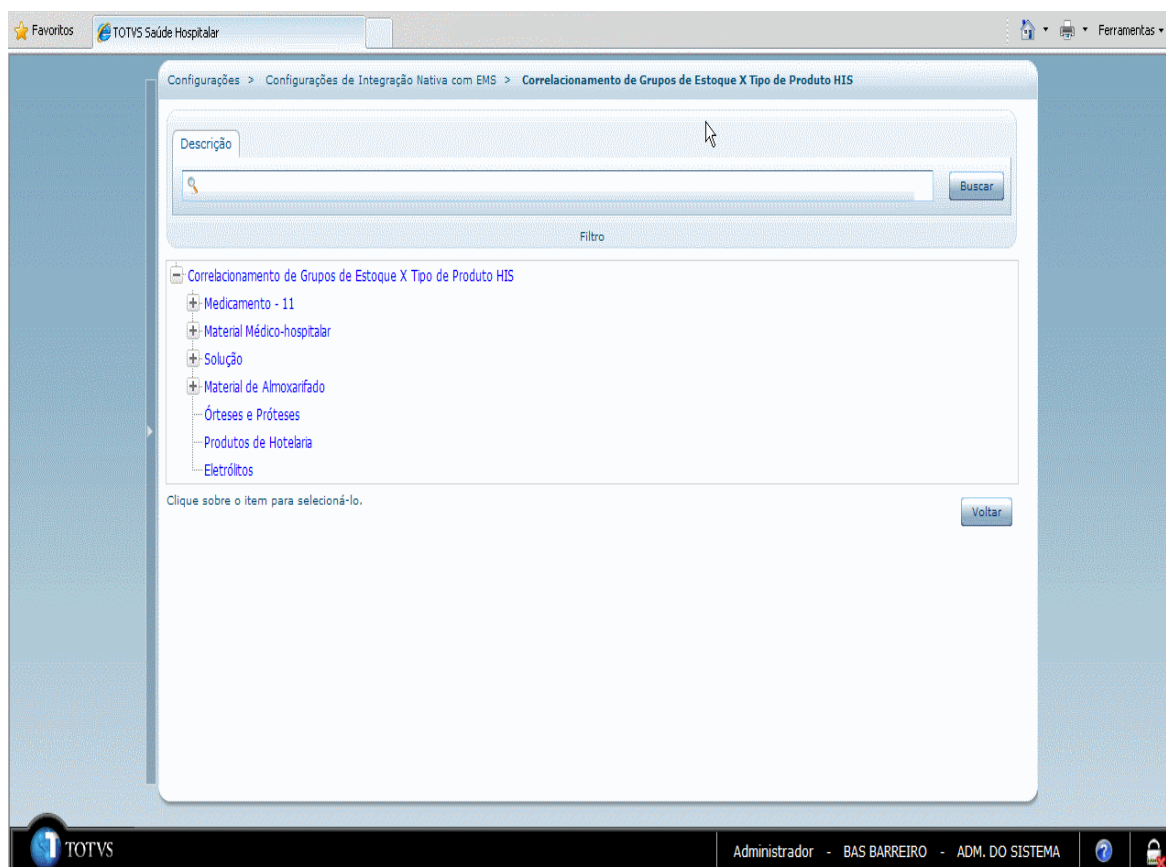 Favoritos TOTVS Saúde Hospitalar Ferramentas
Configurações > Configurações de Integração Nativa com EMS > Correlacionamento de Grupos de Estoque X Tipo de Produto HIS
Descrição
Buscar
Filtro
Correlacionamento de Grupos de Estoque X Tipo de Produto HIS
Medicamento - 11
Material Médico-hospitalar
Solução
Material de Almoxarifado
Órteses e Próteses
Produtos de Hotelaria
Eletrólitos
Clique sobre o item para selecioná-lo.
Voltar
TOTVS Administrador - BAS BARREIRO - ADM. DO SISTEMA